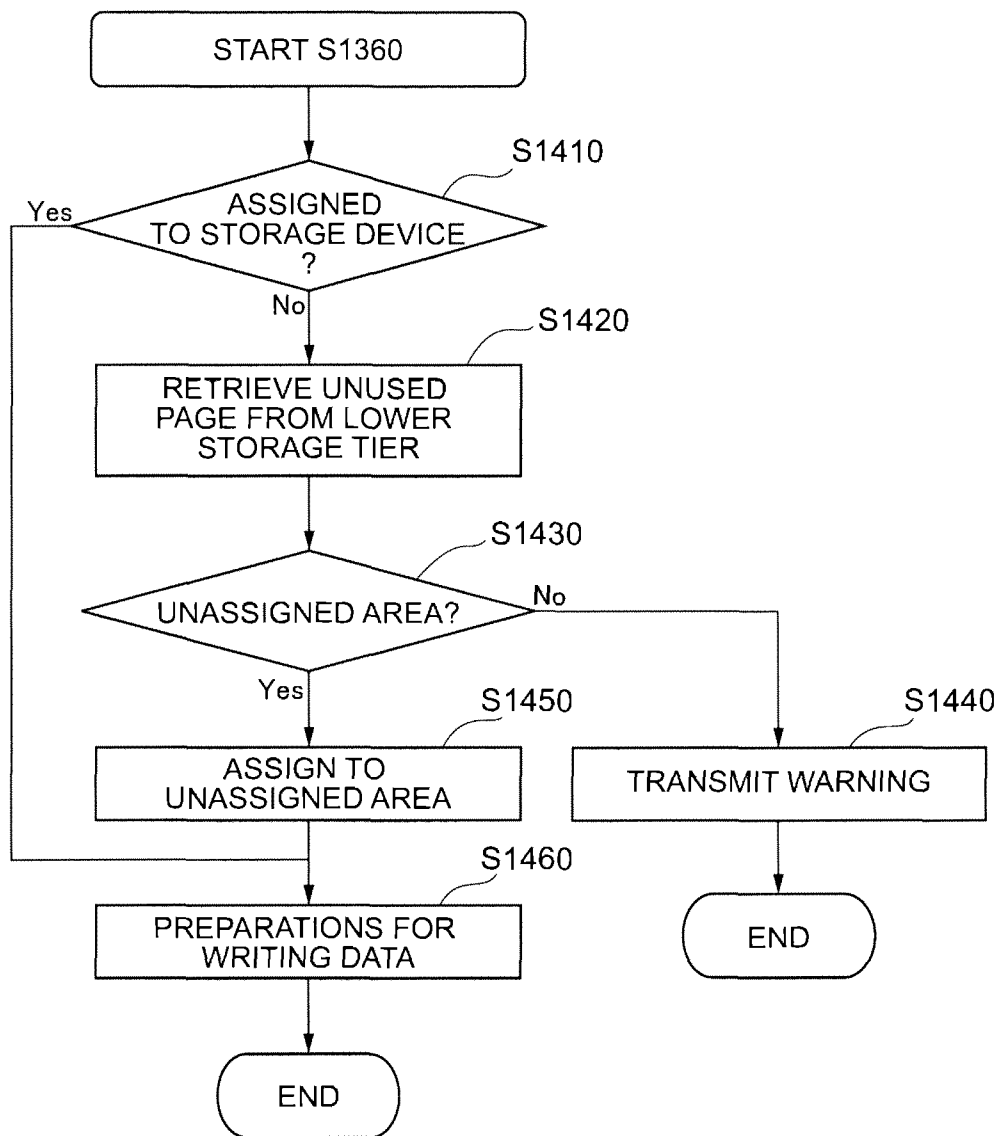 START S1360
S1410
Yes
ASSIGNED
TO STORAGE DEVICE
?
No
S1420
RETRIEVE UNUSED
PAGE FROM LOWER
STORAGE TIER
S1430
UNASSIGNED AREA?
No
Yes
S1450
S1440
ASSIGN TO
UNASSIGNED AREA
TRANSMIT WARNING
S1460
PREPARATIONS FOR
WRITING DATA
END
END